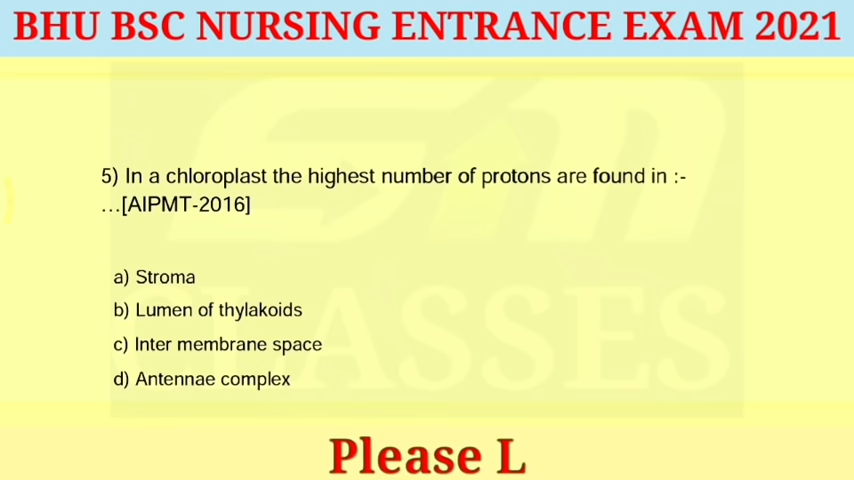 BHU BSC NURSING ENTRANCE EXAM 2021
5) In a chloroplast the highest number of protons are found in :-
...[AIPMT-2016]
a) Stroma
b) Lumen of thylakoids
c) Inter membrane space
d) Antennae complex
CLASSES
Please L